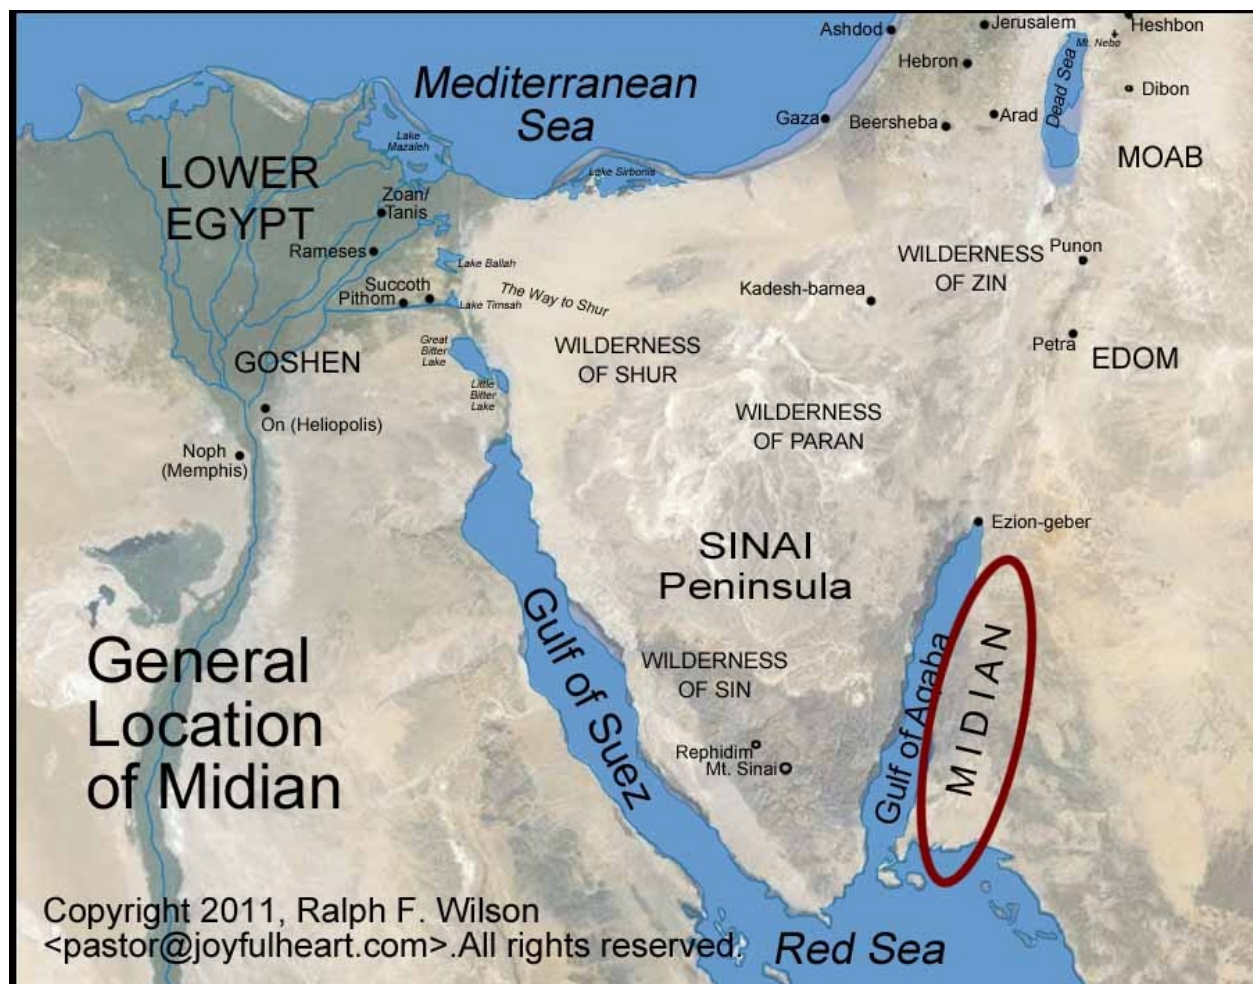 Ashdod
Jerusalem
Heshbon
Mt. Nebo
Hebron
Mediterranean
Sea
Dead Sea
Dibon
Gaza
Beersheba
Arad
Lake
Mazaleh
MOAB
LOWER
EGYPT
Lake Sirbonis
Zoan/
Tanis
Rameses
WILDERNESS
OF ZIN
Punon
Lake Ballah
Succoth
Pithom
Lake Timsah
The Way to Shur
Kadesh-barnea
Great
Bitter
Lake
WILDERNESS
OF SHUR
Petra
EDOM
GOSHEN
Little
Bitter
Lake
WILDERNESS
OF PARAN
On (Heliopolis)
Noph
(Memphis)
Ezion-geber
SINAI
Peninsula
Gulf of Suez
Gulf of Aqaba
MIDIAN
WILDERNESS
OF SIN
General
Location
of Midian
Rephidim
Mt. Sinai
Copyright 2011, Ralph F. Wilson
<pastor@joyfulheart.com>.All rights reserved.
Red Sea